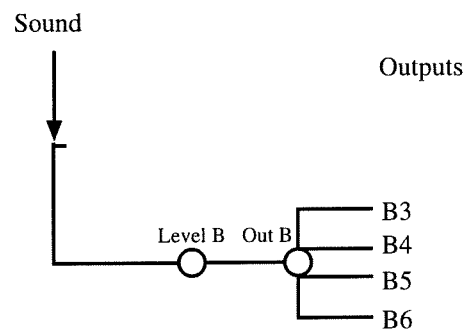 Sound
Outputs
Level B
Out B
B3
B4
B5
B6